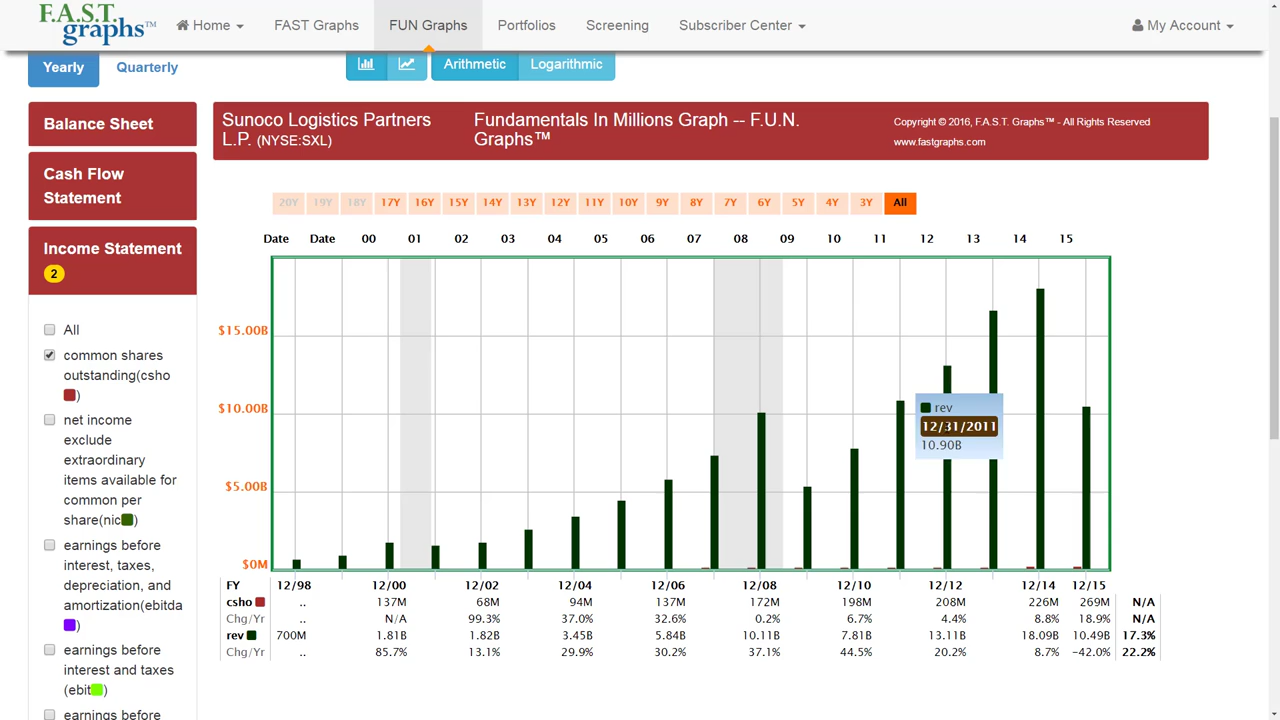 F.A.S.T.
graphs™
Home
FAST Graphs
FUN Graphs
Portfolios
Screening
Subscriber Center
My Account
Yearly
Quarterly
Arithmetic
Logarithmic
Balance Sheet
Cash Flow
Statement
Income Statement
2
All
common shares
outstanding(csho
)
net income
exclude
extraordinary
items available for
common per
share(nic )
earnings before
interest, taxes,
depreciation, and
amortization(ebitda
)
earnings before
interest and taxes
(ebit )
earnings before
Sunoco Logistics Partners
L.P. (NYSE:SXL)
Fundamentals In Millions Graph -- F.U.N.
Graphs™
Copyright © 2016, F.A.S.T. Graphs™ - All Rights Reserved
www.fastgraphs.com
20Y 19Y 18Y 17Y 16Y 15Y 14Y 13Y 12Y 11Y 10Y 9Y 8Y 7Y 6Y 5Y 4Y 3Y All
Date Date 00 01 02 03 04 05 06 07 08 09 10 11 12 13 14 15
$15.00B
$10.00B
$5.00B
$0M
rev
12/31/2011
10.90B
FY 12/98 12/00 12/02 12/04 12/06 12/08 12/10 12/12 12/14 12/15
csho .. 137M 68M 94M 137M 172M 198M 208M 226M 269M N/A
Chg/Yr .. N/A 99.3% 37.0% 32.6% 0.2% 6.7% 4.4% 8.8% 18.9% N/A
rev 700M 1.81B 1.82B 3.45B 5.84B 10.11B 7.81B 13.11B 18.09B 10.49B 17.3%
Chg/Yr .. 85.7% 13.1% 29.9% 30.2% 37.1% 44.5% 20.2% 8.7% −42.0% 22.2%